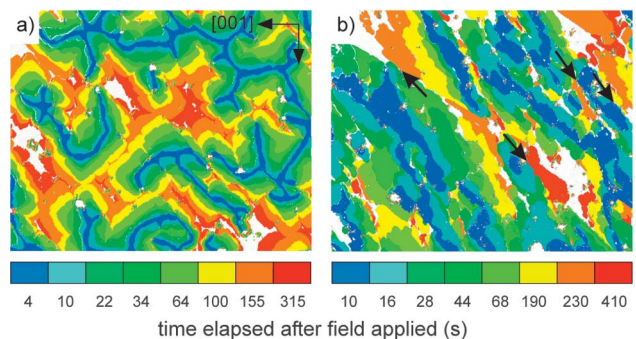 a)
[001]
b)
4 10 22 34 64 100 155 315
10 16 28 44 68 190 230 410
time elapsed after field applied (s)